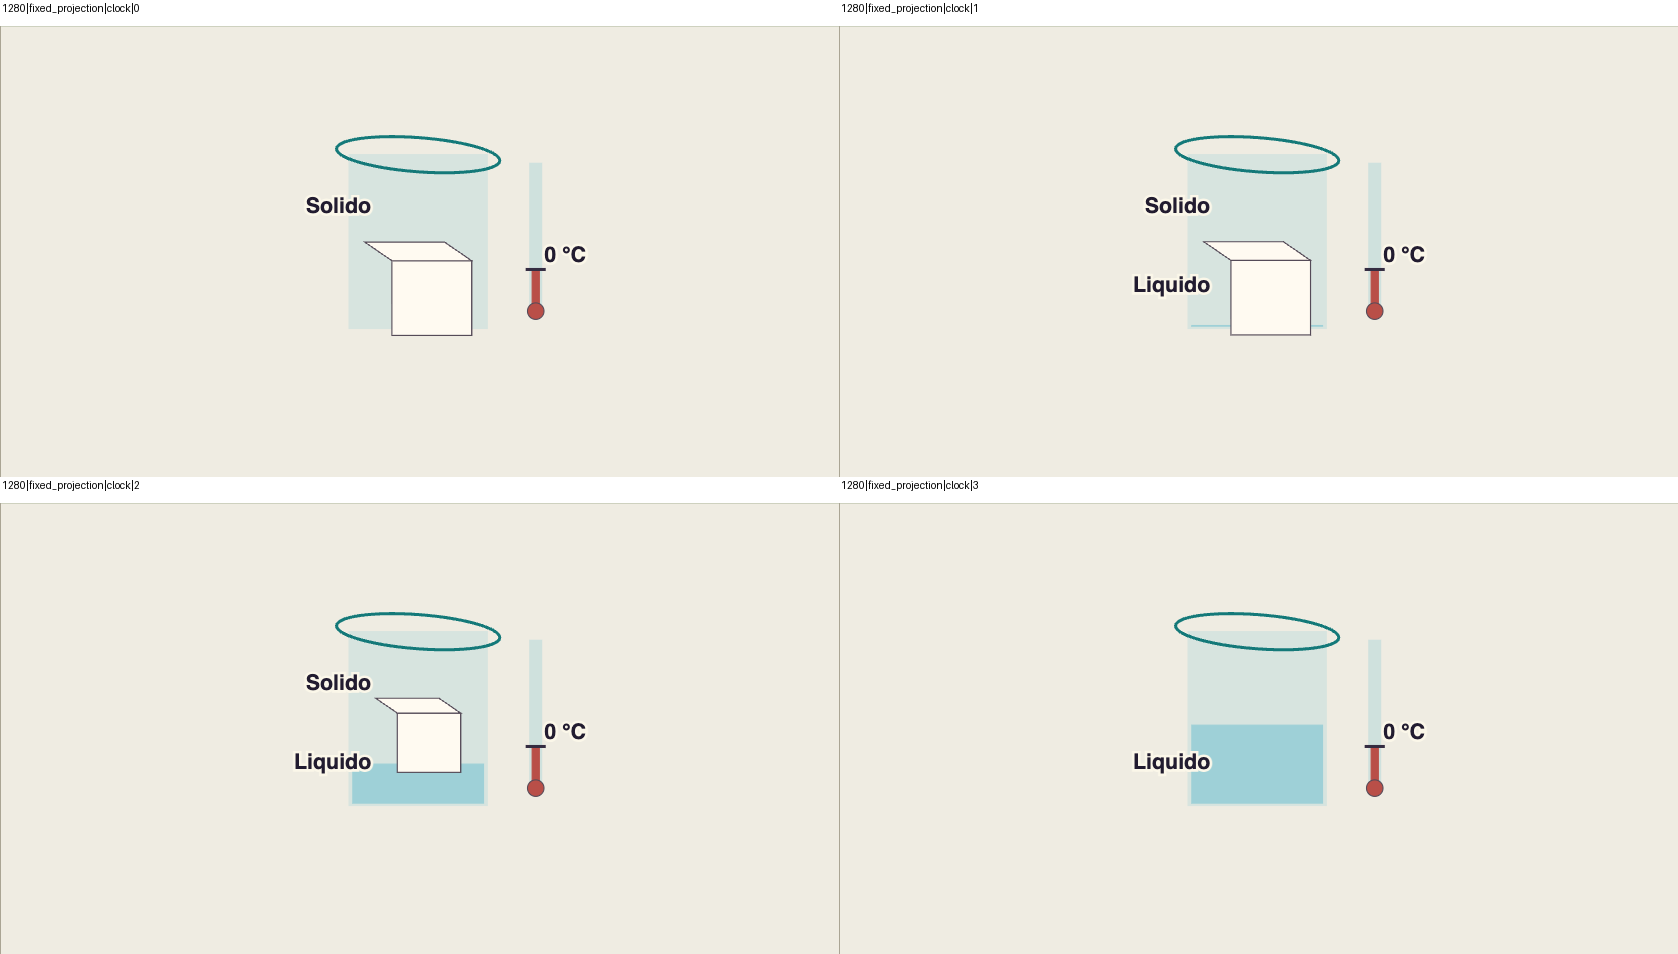 1280|fixed_projection|clock|0
Solido
0 °C
1280|fixed_projection|clock|1
Solido
0 °C
Liquido
1280|fixed_projection|clock|2
Solido
0 °C
Liquido
1280|fixed_projection|clock|3
0 °C
Liquido